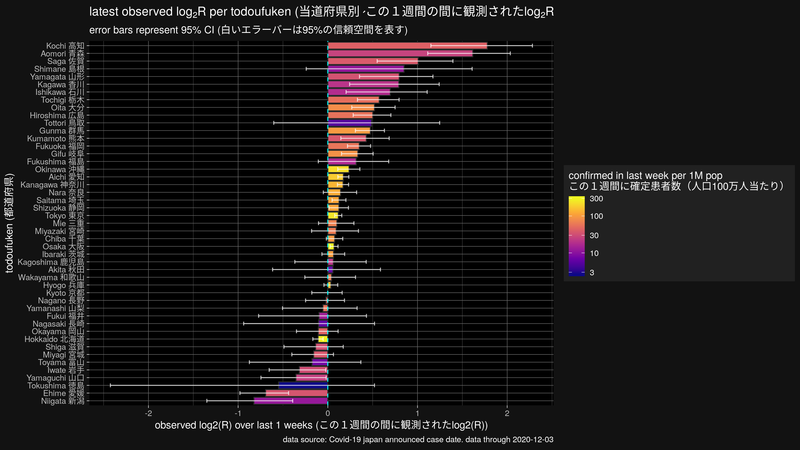 latest observed log2R per todoufuken (当道府県別 この１週間の間に観測されたlog2R
error bars represent 95% CI (白いエラーバーは95%の信頼空間を表す)
Kochi 高知
Aomori 青森
Saga 佐賀
Shimane 島根
Yamagata 山形
Kagawa 香川
Ishikawa 石川
Tochigi 栃木
Oita 大分
Hiroshima 広島
Tottori 鳥取
Gunma 群馬
Kumamoto 熊本
Fukuoka 福岡
Gifu 岐阜
Fukushima 福島
Okinawa 沖縄
Aichi 愛知
Kanagawa 神奈川
Nara 奈良
Saitama 埼玉
Shizuoka 静岡
Tokyo 東京
Mie 三重
Miyazaki 宮崎
Chiba 千葉
Osaka 大阪
Ibaraki 茨城
Kagoshima 鹿児島
Akita 秋田
Wakayama 和歌山
Hyogo 兵庫
Kyoto 京都
Nagano 長野
Yamanashi 山梨
Fukui 福井
Nagasaki 長崎
Okayama 岡山
Hokkaido 北海道
Shiga 滋賀
Miyagi 宮城
Toyama 富山
Iwate 岩手
Yamaguchi 山口
Tokushima 徳島
Ehime 愛媛
Niigata 新潟
todoufuken (都道府県)
-2 -1 0 1 2
observed log2(R) over last 1 weeks (この１週間の間に観測されたlog2(R))
data source: Covid-19 japan announced case date. data through 2020-12-03
confirmed in last week per 1M pop
この１週間に確定患者数（人口100万人当たり）
300
100
30
10
3